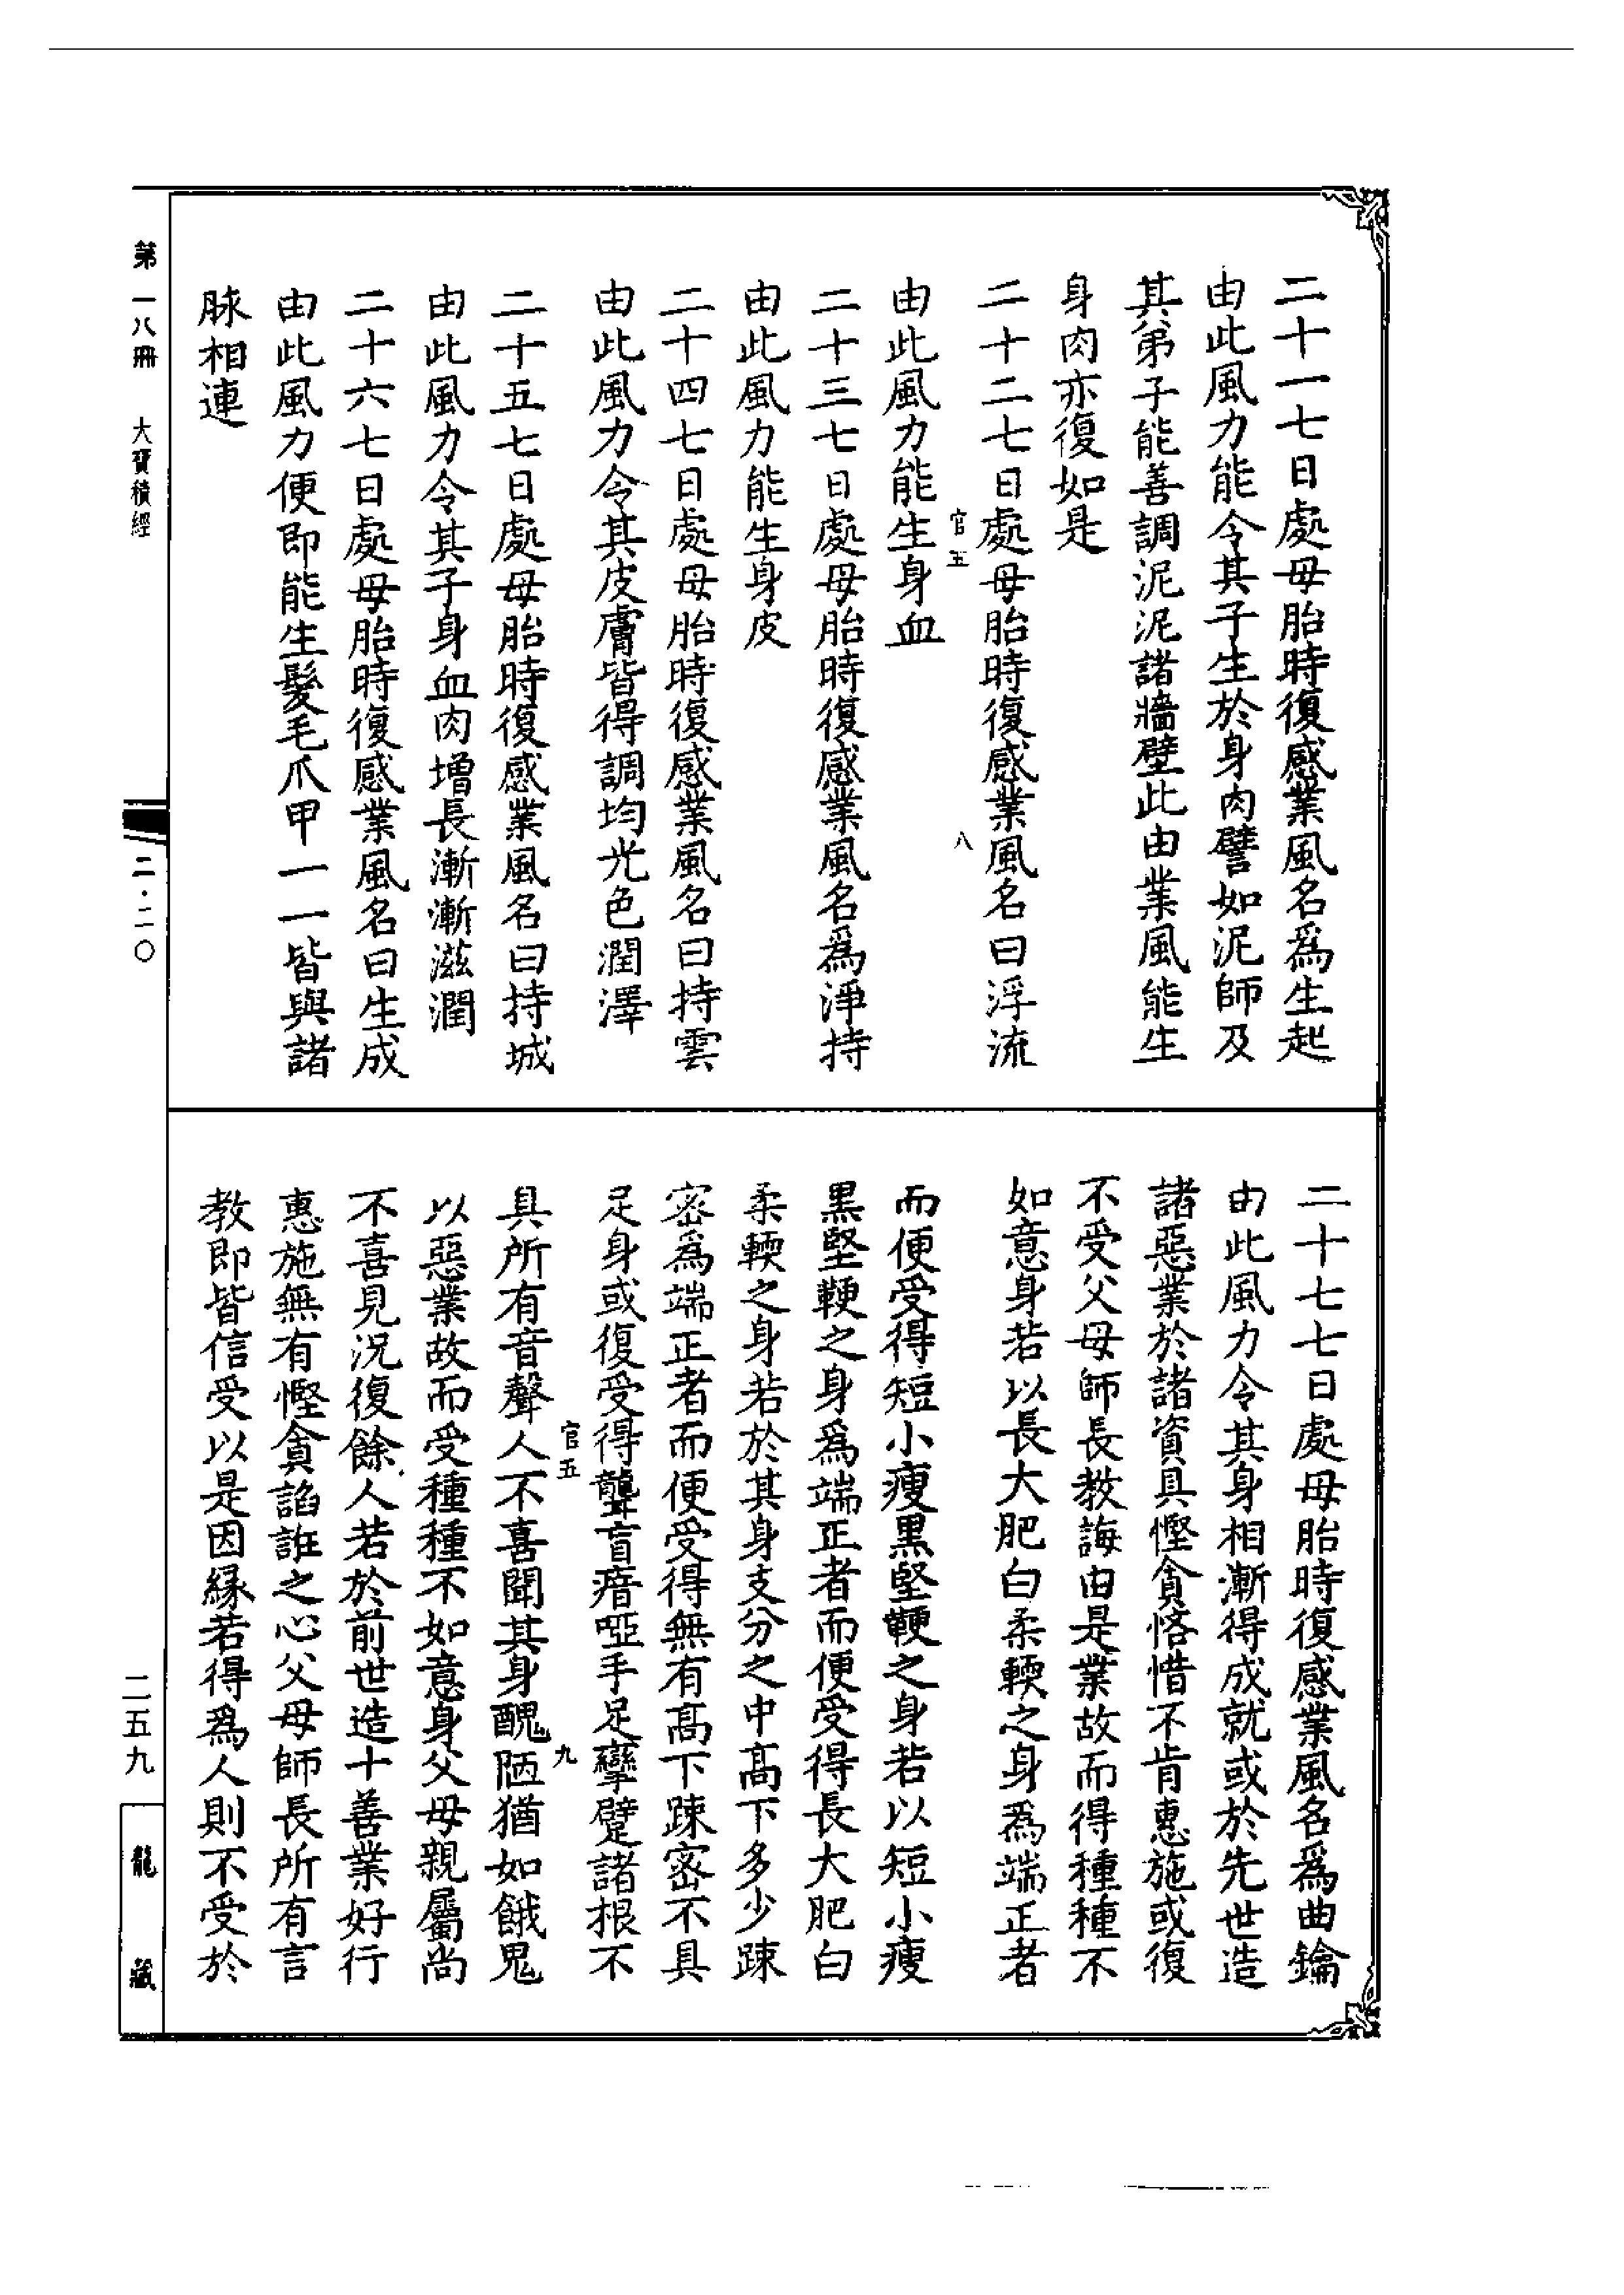 二十一七日處母胎時復感業風名爲生起
由此風力能令其子生於身肉譬如泥師及
其弟子能善調泥泥諸牆壁此由業風能生
身肉亦復如是
二十二七日處母胎時復感業風名曰浮流
官五
八
由此風力能生身血
二十三七日處母胎時復感業風名爲淨持
由此風力能生身皮
二十四七日處母胎時復感業風名曰持雲
由此風力令其皮膚皆得調均光色潤澤
二十五七日處母胎時復感業風名曰持城
由此風力令其子身血肉增長漸漸滋潤
二十六七日處母胎時復感業風名曰生成
由此風力便即能生髮毛爪甲一一皆與諸
脉相連
二十七七日處母胎時復感業風名爲曲鑰
由此風力令其身相漸得成就或於先世造
諸惡業於諸資具慳貪悋惜不肯惠施或復
不受父母師長教誨由是業故而得種種不
如意身若以長大肥白柔輭之身爲端正者
而便受得短小瘦黑堅鞕之身若以短小瘦
黑堅鞕之身爲端正者而便受得長大肥白
柔輭之身若於其身支分之中高下多少踈
密爲端正者而便受得無有高下踈密不具
足身或復受得聾盲瘖啞手足攣躄諸根不
官五
九
具所有音聲人不喜聞其身醜陋猶如餓鬼
以惡業故而受種種不如意身父母親屬尚
不喜見況復餘人若於前世造十善業好行
惠施無有慳貪諂誑之心父母師長所有言
教即皆信受以是因緣若得爲人則不受於
第一八冊 大寶積經
二·二〇
二五九
龍藏